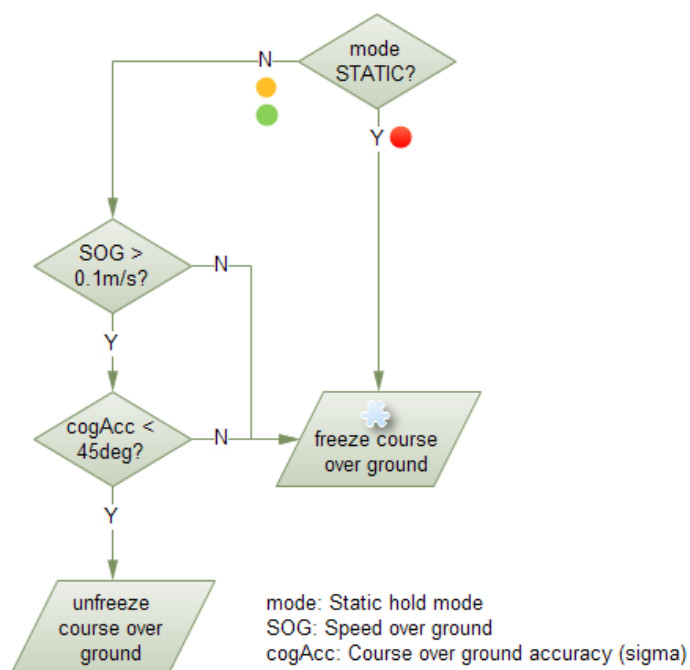 mode
STATIC?
N
Y
SOG >
0.1m/s?
N
Y
cogAcc <
45deg?
N
freeze course
over ground
Y
unfreeze
course over
ground
mode: Static hold mode
SOG: Speed over ground
cogAcc: Course over ground accuracy (sigma)